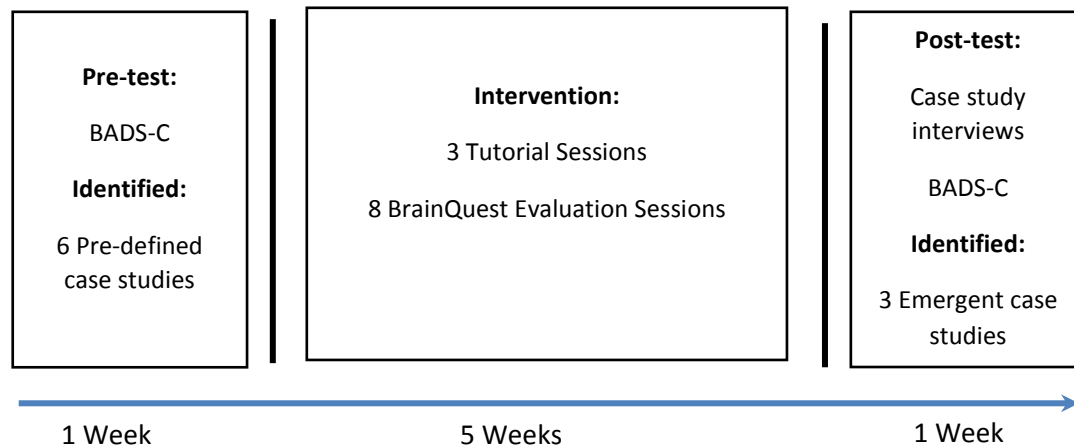 Pre-test:
BADS-C
Identified:
6 Pre-defined
case studies
Intervention:
3 Tutorial Sessions
8 BrainQuest Evaluation Sessions
Post-test:
Case study
interviews
BADS-C
Identified:
3 Emergent case
studies
1 Week
5 Weeks
1 Week